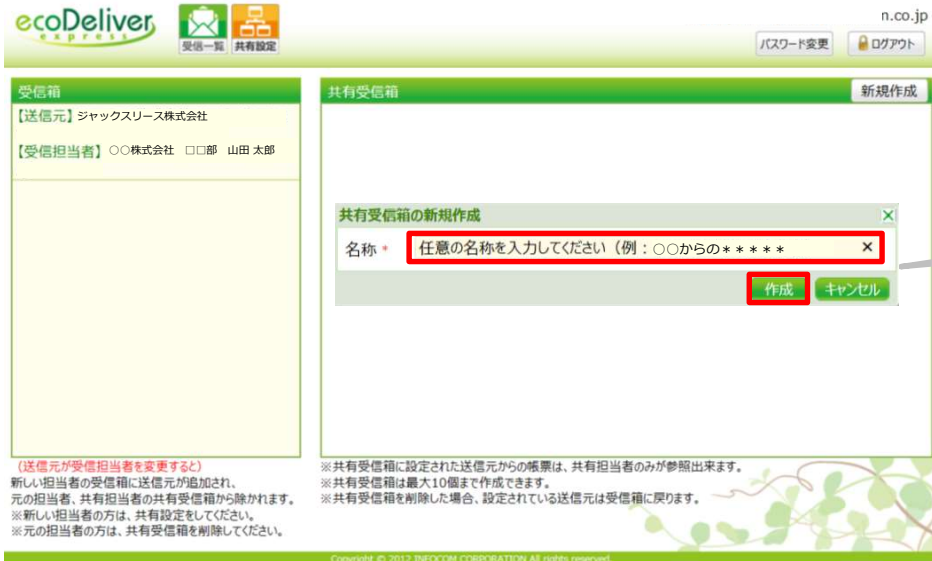 ecoDeliver
express
受信一覧 共有設定
n.co.jp
パスワード変更 ログアウト
受信箱
【送信元】 ジャックスリース株式会社
【受信担当者】 〇〇株式会社 □□部 山田 太郎
共有受信箱 新規作成
共有受信箱の新規作成
名称 * 任意の名称を入力してください（例：〇〇からの＊＊＊＊＊ ×
作成 キャンセル
(送信元が受信担当者を変更すると)
新しい担当者の受信箱に送信元が追加され、
元の担当者、共有担当者の共有受信箱から除かれます。
※新しい担当者の方は、共有設定をしてください。
※元の担当者の方は、共有受信箱を削除してください。
※共有受信箱に設定された送信元からの帳票は、共有担当者のみが参照出来ます。
※共有受信箱は最大10個まで作成できます。
※共有受信箱を削除した場合、設定されている送信元は受信箱に戻ります。
Copyright © 2012 INFOCOM CORPORATION All rights reserved.